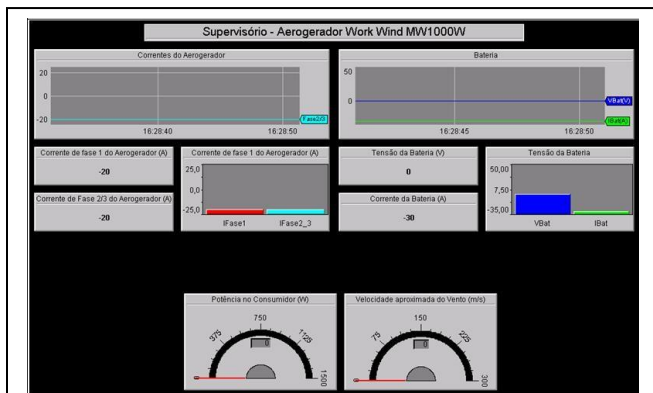 Supervisório - Aerogerador Work Wind MW1000W
Correntes do Aerogerador
20
0
-20
Fase2/3
16:28:40
16:28:50
Bateria
50
0
VBat(V)
IBat(A)
16:28:45
16:28:50
Corrente de fase 1 do Aerogerador (A)
-20
Corrente de Fase 2/3 do Aerogerador (A)
-20
Corrente de fase 1 do Aerogerador (A)
25,0
0,0
-25,0
IFase1
IFase2_3
Tensão da Bateria (V)
0
Corrente da Bateria (A)
-30
Tensão da Bateria
50,00
7,50
-35,00
VBat
IBat
Potência no Consumidor (W)
0
375
750
1125
1500
0
Velocidade aproximada do Vento (m/s)
0
75
150
225
300
0